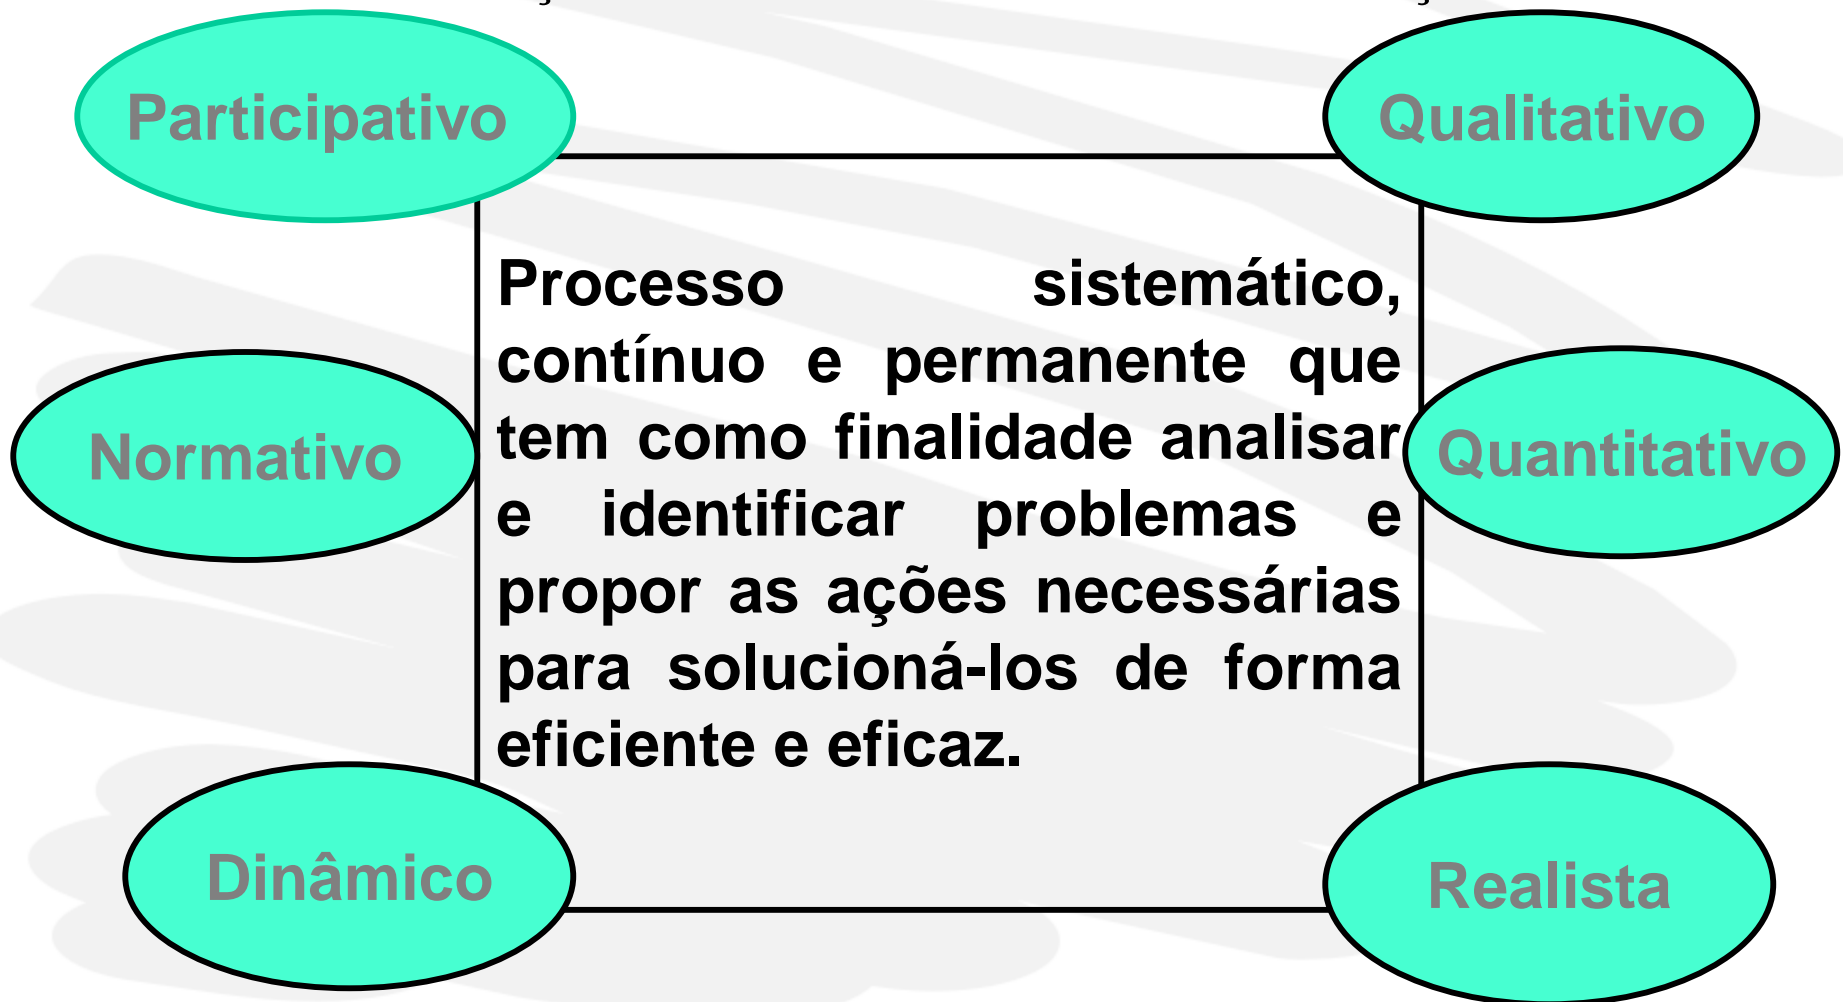 Participativo
Qualitativo
Processo sistemático,
contínuo e permanente que
tem como finalidade analisar
e identificar problemas e
propor as ações necessárias
para solucioná-los de forma
eficiente e eficaz.
Normativo
Quantitativo
Dinâmico
Realista